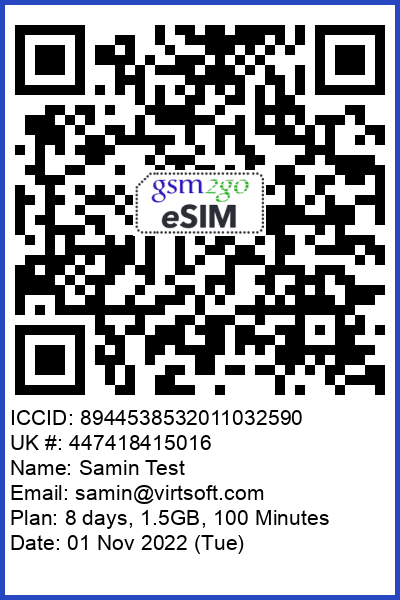 gsm2go
eSIM
ICCID: 8944538532011032590
UK #: 447418415016
Name: Samin Test
Email: samin@virtsoft.com
Plan: 8 days, 1.5GB, 100 Minutes
Date: 01 Nov 2022 (Tue)